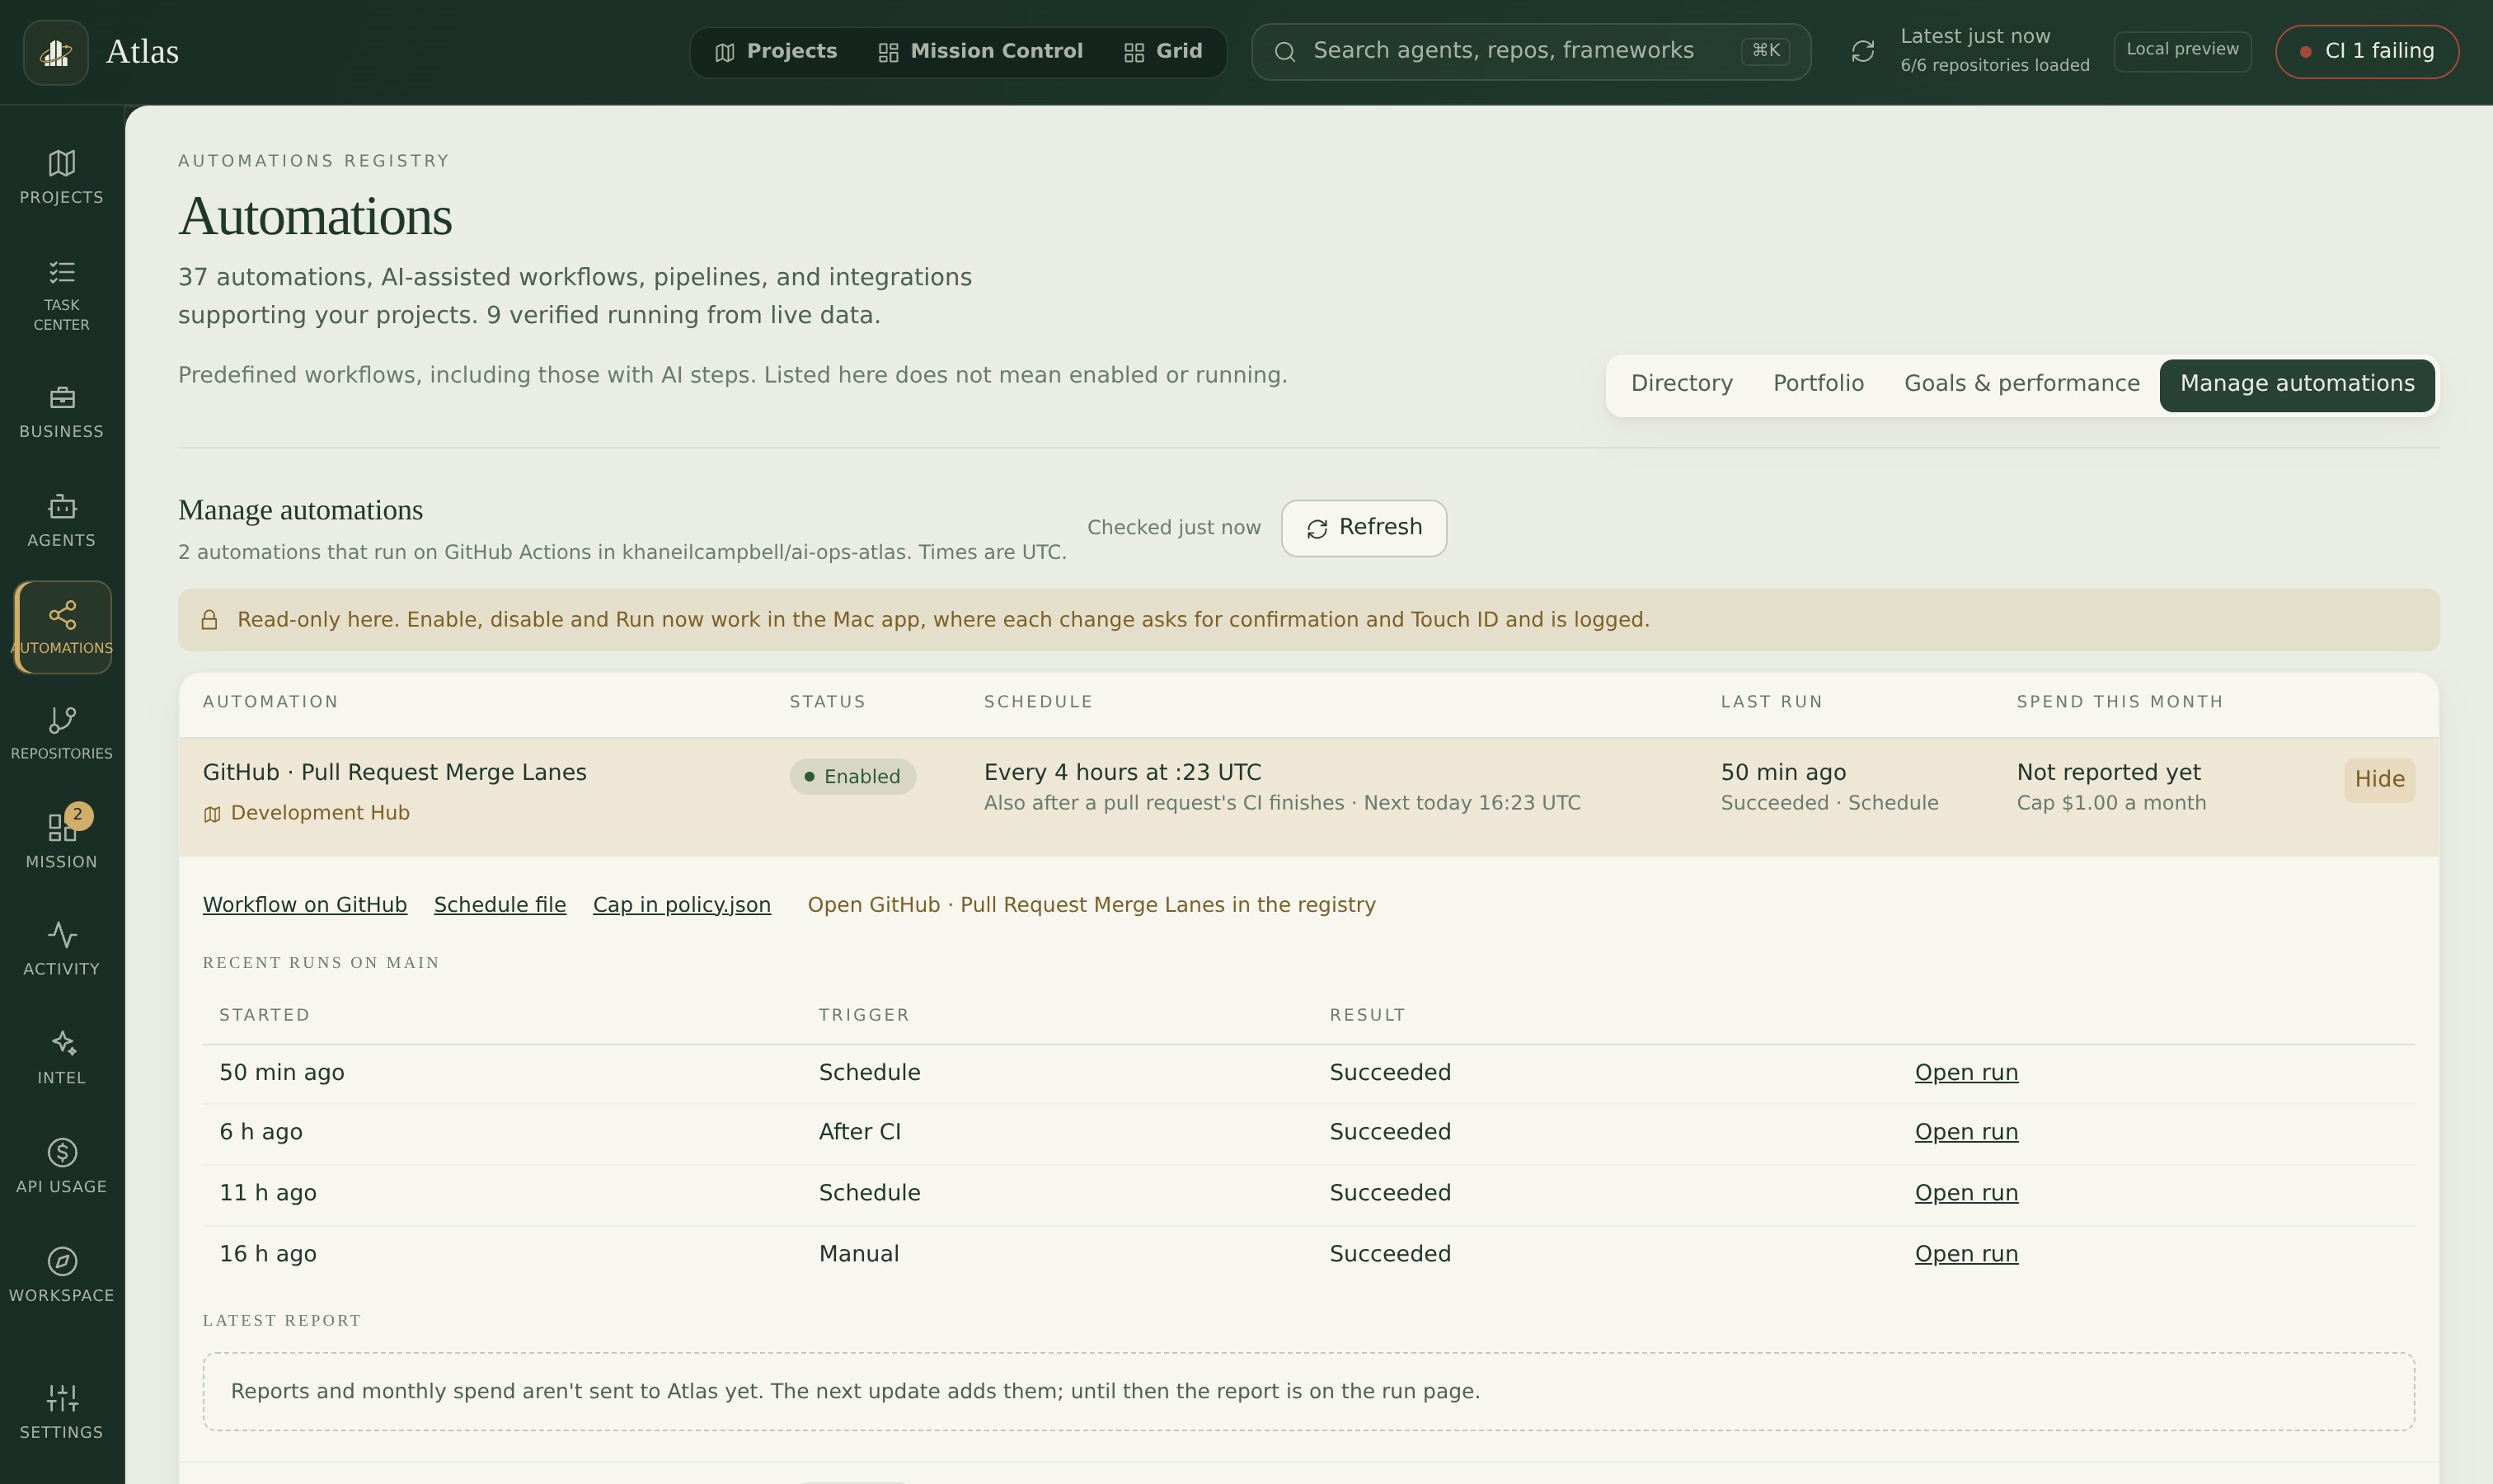 Atlas
Projects
Mission Control
Grid
Search agents, repos, frameworks
⌘K
Latest just now
6/6 repositories loaded
Local preview
CI 1 failing
PROJECTS
TASK
CENTER
BUSINESS
AGENTS
AUTOMATIONS
REPOSITORIES
2
MISSION
ACTIVITY
INTEL
API USAGE
WORKSPACE
SETTINGS
AUTOMATIONS REGISTRY
Automations
37 automations, AI-assisted workflows, pipelines, and integrations
supporting your projects. 9 verified running from live data.
Predefined workflows, including those with AI steps. Listed here does not mean enabled or running.
Directory
Portfolio
Goals & performance
Manage automations
Manage automations
2 automations that run on GitHub Actions in khaneilcampbell/ai-ops-atlas. Times are UTC.
Checked just now
Refresh
Read-only here. Enable, disable and Run now work in the Mac app, where each change asks for confirmation and Touch ID and is logged.
AUTOMATION STATUS SCHEDULE LAST RUN SPEND THIS MONTH
GitHub · Pull Request Merge Lanes
Development Hub
Enabled
Every 4 hours at :23 UTC
Also after a pull request's CI finishes · Next today 16:23 UTC
50 min ago
Succeeded · Schedule
Not reported yet
Cap $1.00 a month
Hide
Workflow on GitHub Schedule file Cap in policy.json Open GitHub · Pull Request Merge Lanes in the registry
RECENT RUNS ON MAIN
STARTED TRIGGER RESULT
50 min ago Schedule Succeeded Open run
6 h ago After CI Succeeded Open run
11 h ago Schedule Succeeded Open run
16 h ago Manual Succeeded Open run
LATEST REPORT
Reports and monthly spend aren't sent to Atlas yet. The next update adds them; until then the report is on the run page.